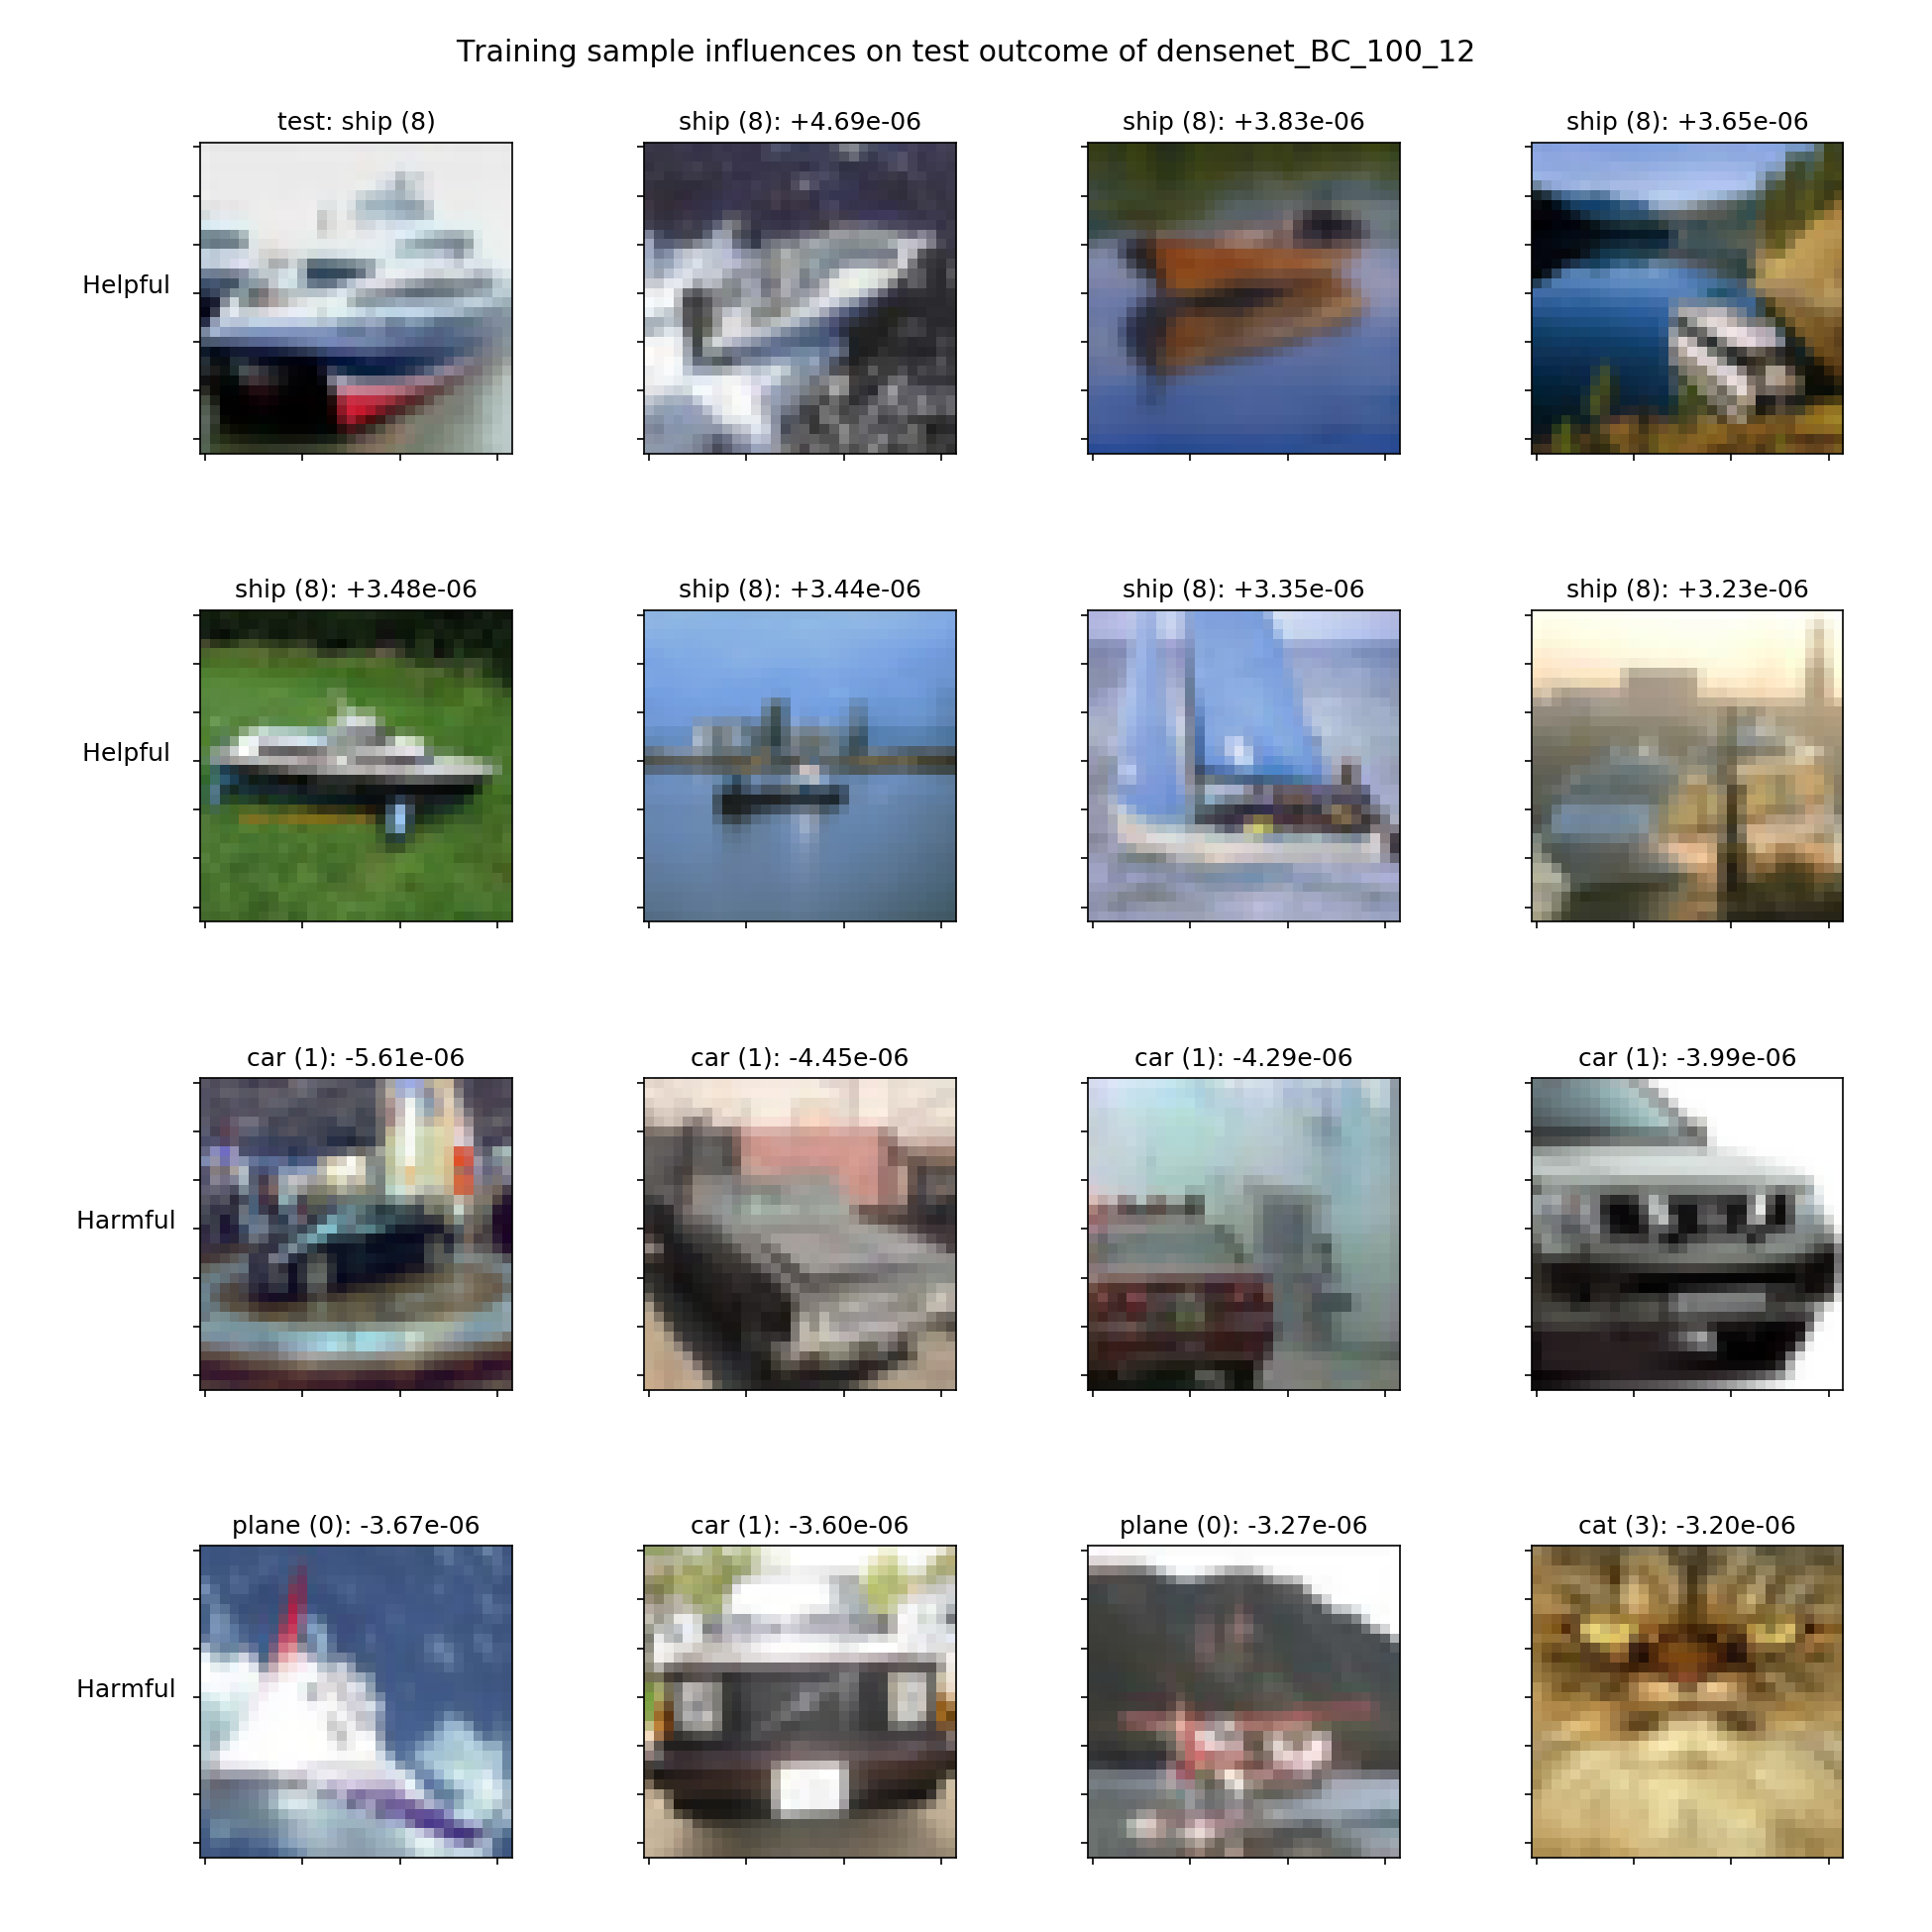 Training sample influences on test outcome of densenet_BC_100_12
test: ship (8)
ship (8): +4.69e-06
ship (8): +3.83e-06
ship (8): +3.65e-06
Helpful
ship (8): +3.48e-06
ship (8): +3.44e-06
ship (8): +3.35e-06
ship (8): +3.23e-06
Helpful
car (1): -5.61e-06
car (1): -4.45e-06
car (1): -4.29e-06
car (1): -3.99e-06
Harmful
plane (0): -3.67e-06
car (1): -3.60e-06
plane (0): -3.27e-06
cat (3): -3.20e-06
Harmful